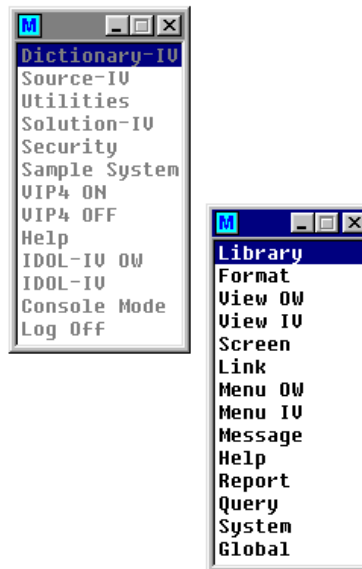 M
Dictionary-IV
Source-IV
Utilities
Solution-IV
Security
Sample System
VIP4 ON
VIP4 OFF
Help
IDOL-IV OW
IDOL-IV
Console Mode
Log Off
M
Library
Format
View OW
View IV
Screen
Link
Menu OW
Menu IV
Message
Help
Report
Query
System
Global